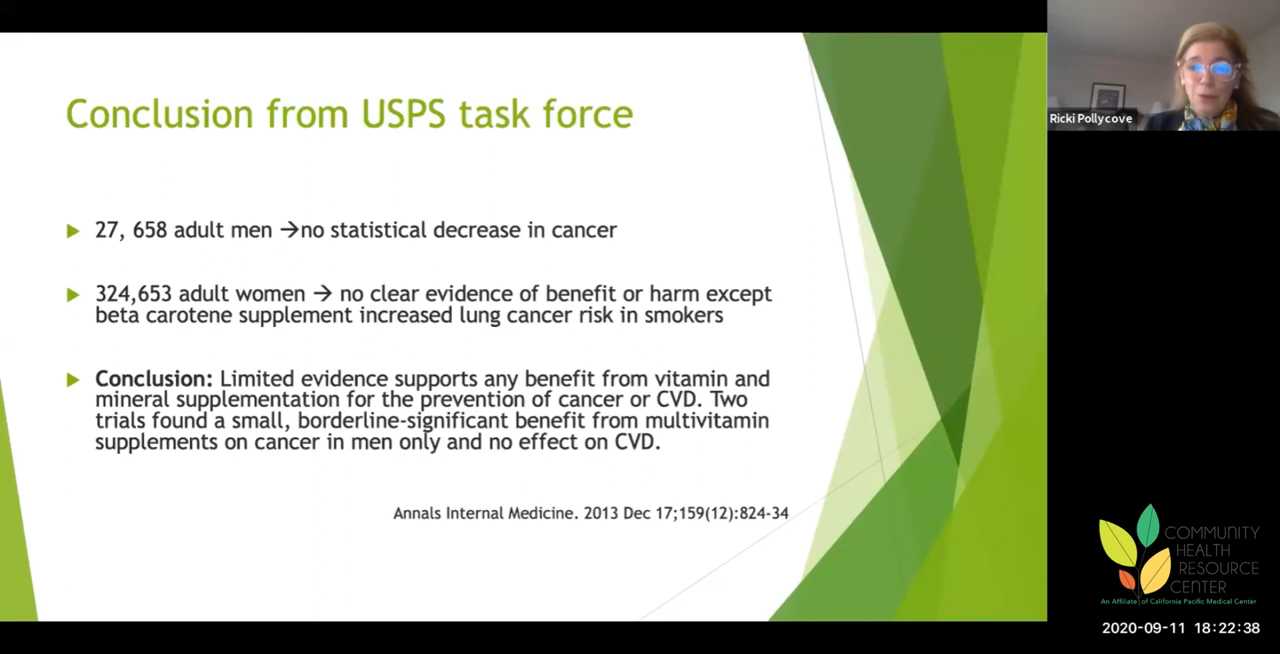 Conclusion from USPS task force
27, 658 adult men →no statistical decrease in cancer
324,653 adult women → no clear evidence of benefit or harm except
beta carotene supplement increased lung cancer risk in smokers
Conclusion: Limited evidence supports any benefit from vitamin and
mineral supplementation for the prevention of cancer or CVD. Two
trials found a small, borderline-significant benefit from multivitamin
supplements on cancer in men only and no effect on CVD.
Annals Internal Medicine. 2013 Dec 17;159(12):824-34
Ricki Pollycove
COMMUNITY
HEALTH
RESOURCE
CENTER
An Affiliate of California Pacific Medical Center
2020-09-11 18:22:38